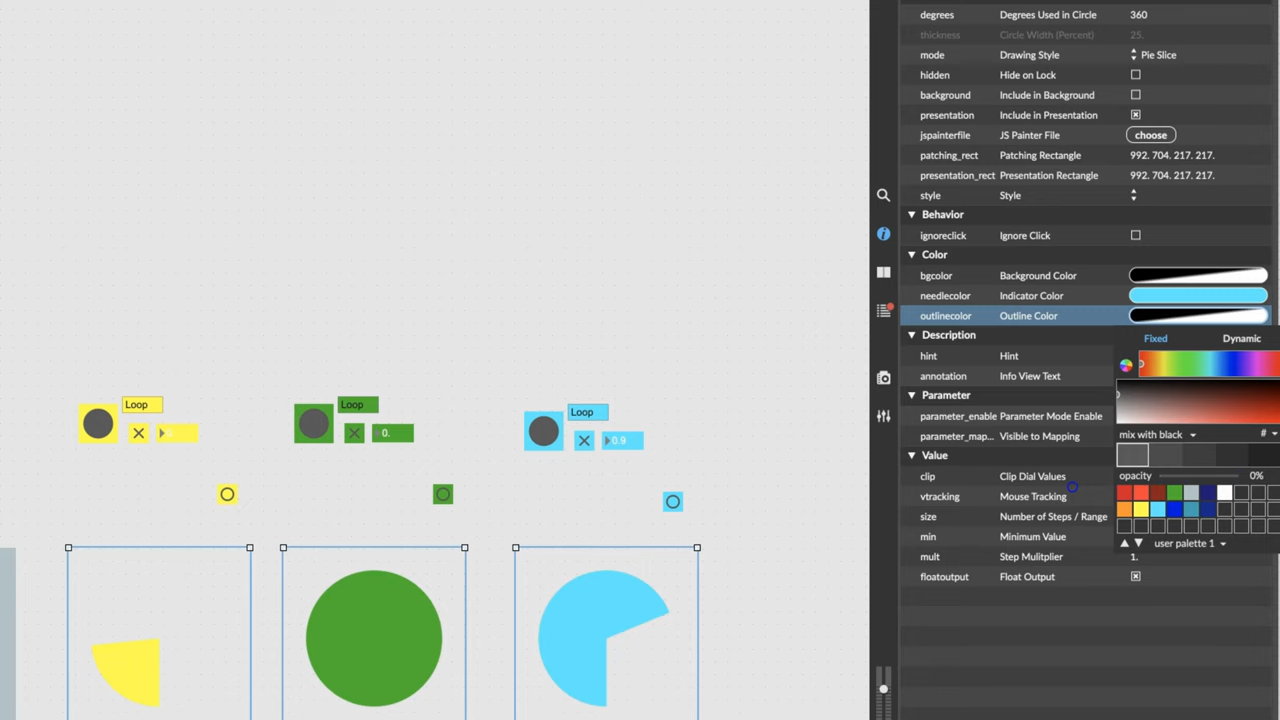 degrees Degrees Used in Circle 360
thickness Circle Width (Percent) 25.
mode Drawing Style Pie Slice
hidden Hide on Lock
background Include in Background
presentation Include in Presentation
jspainterfile JS Painter File choose
patching_rect Patching Rectangle 992. 704. 217. 217.
presentation_rect Presentation Rectangle 992. 704. 217. 217.
style Style
Behavior
ignoreclick Ignore Click
Color
bgcolor Background Color
needlecolor Indicator Color
outlinecolor Outline Color
Description
Fixed Dynamic
hint Hint
annotation Info View Text
Parameter
parameter_enable Parameter Mode Enable
parameter_map... Visible to Mapping
mix with black #
Value
clip Clip Dial Values
opacity 0%
vtracking Mouse Tracking
size Number of Steps / Range
min Minimum Value
user palette 1
mult Step Mulitplier 1.
floatoutput Float Output
Loop
Loop
0.
Loop
0.9